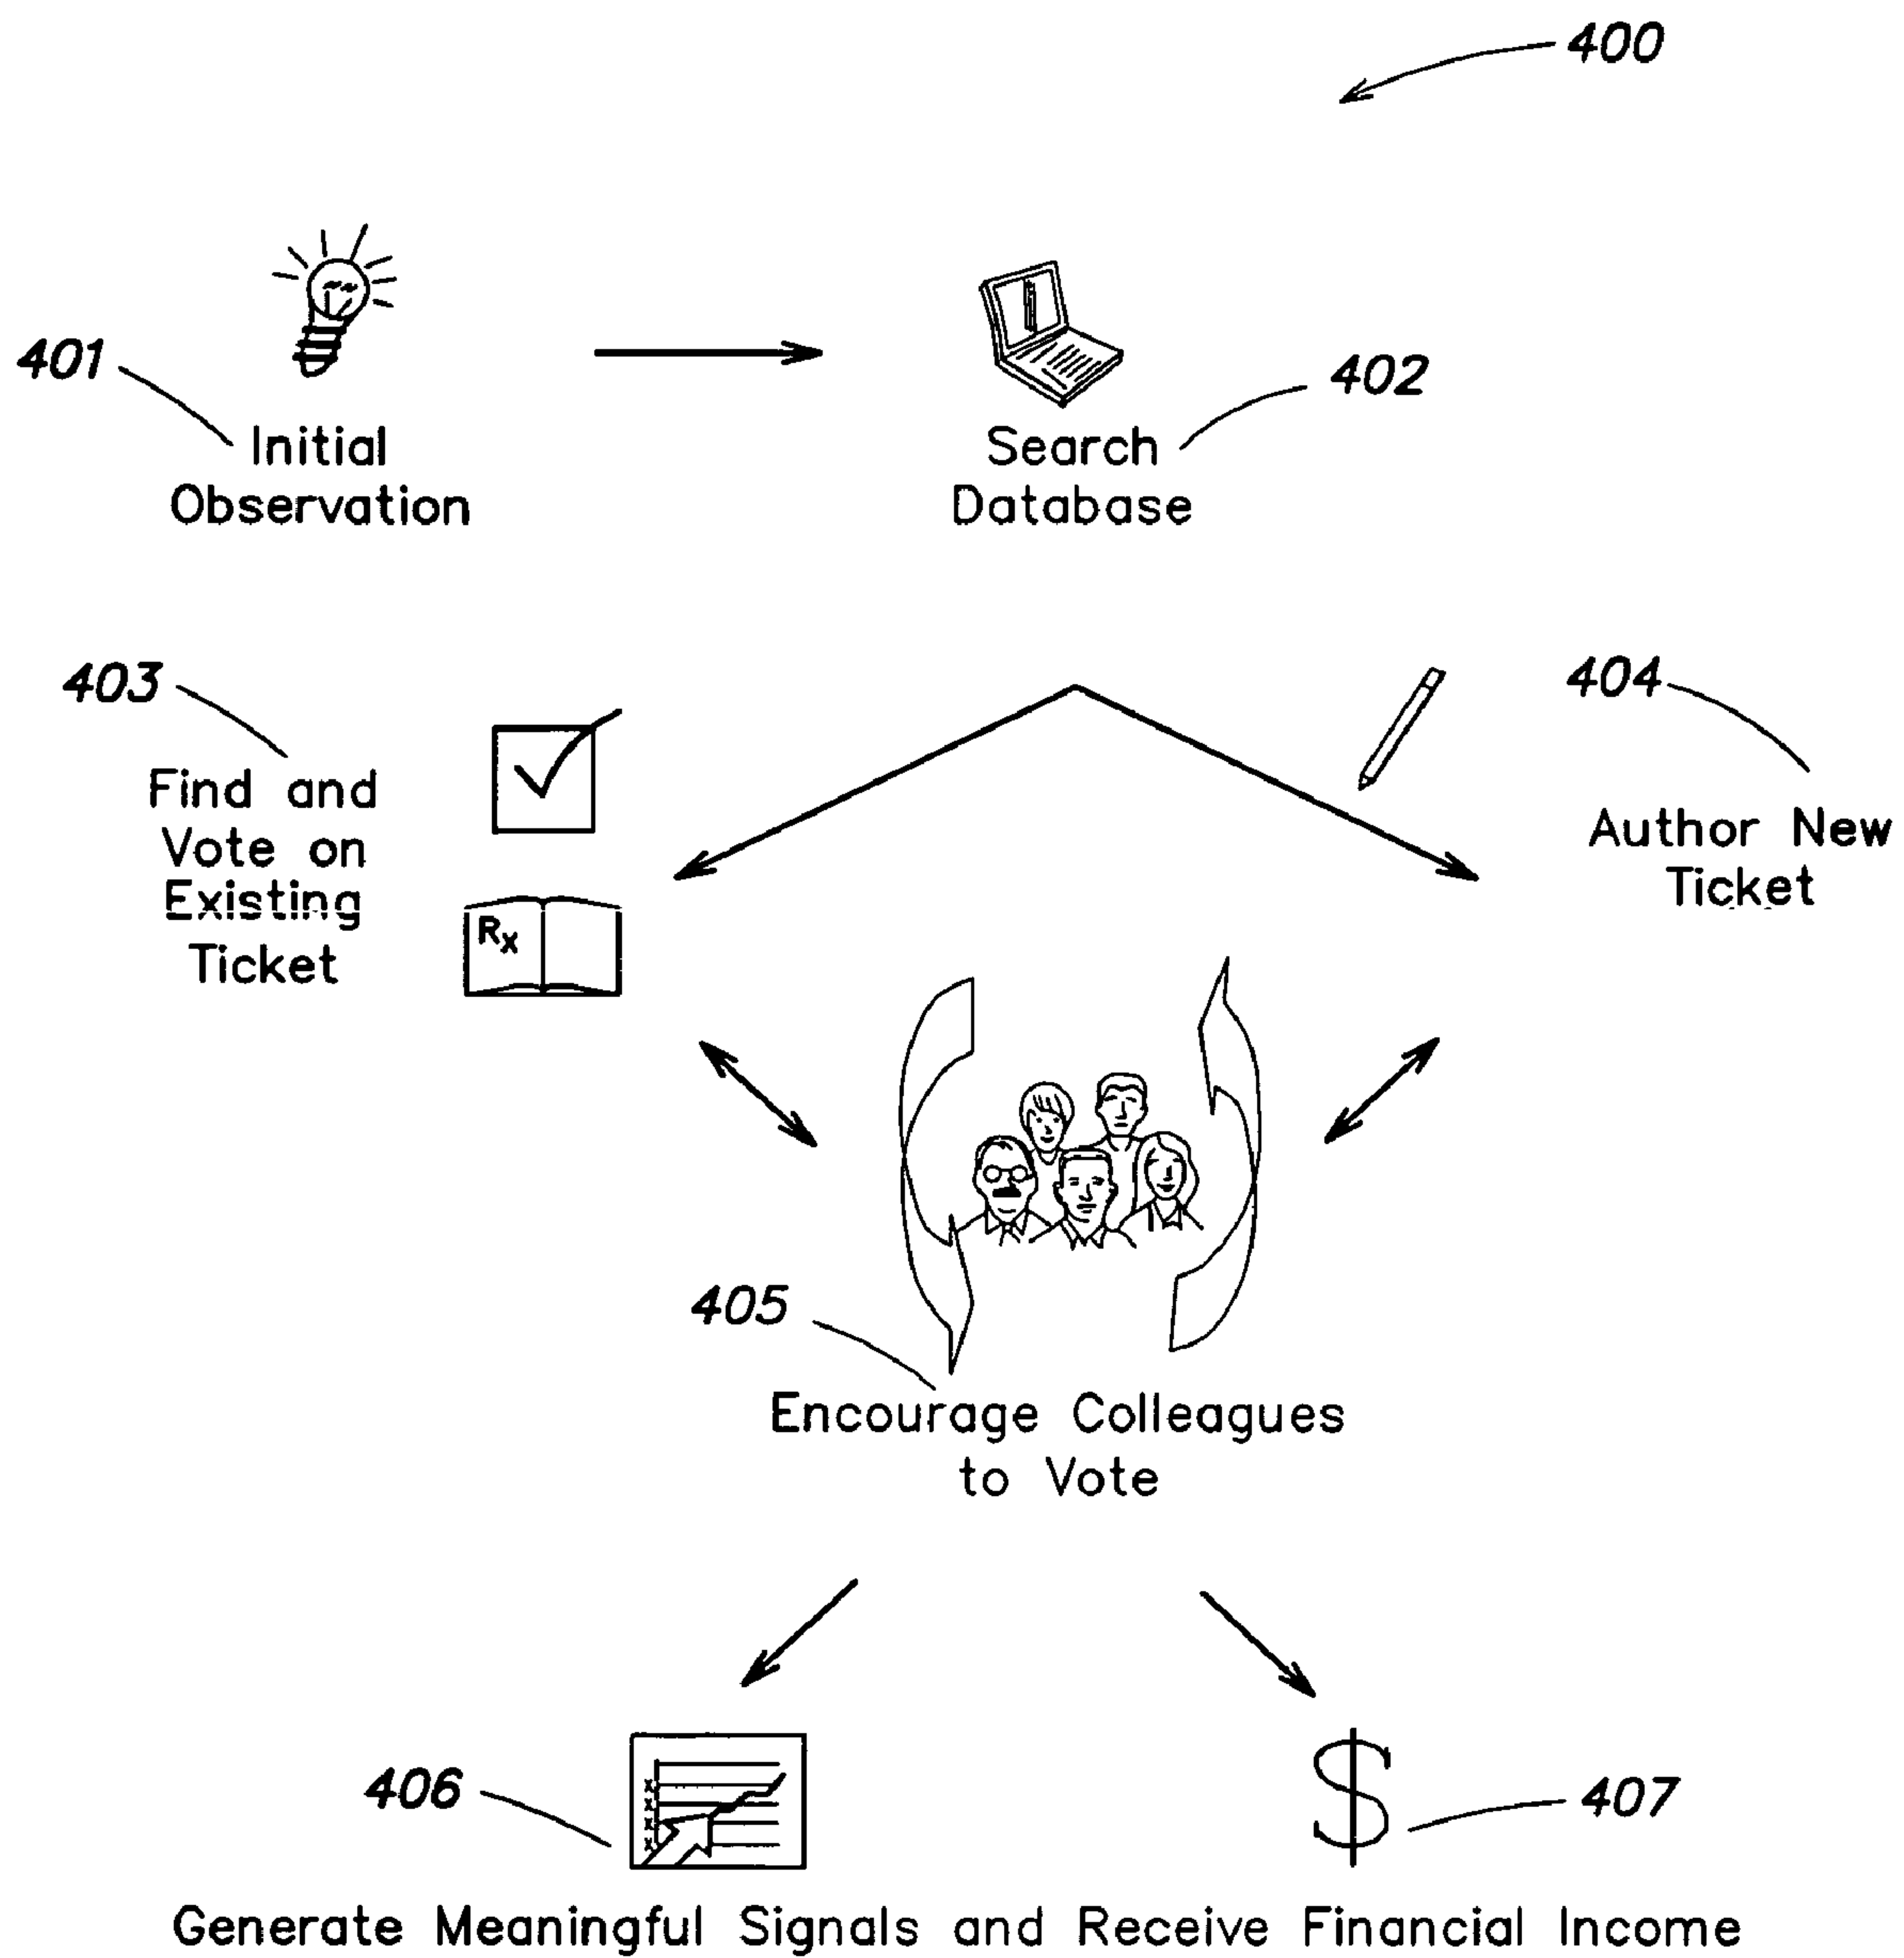 400
401
Initial
Observation
402
Search
Database
403
Find and
Vote on
Existing
Ticket
Rx
404
Author New
Ticket
405
Encourage Colleagues
to Vote
406
x
x
x
x
$
407
Generate Meaningful Signals and Receive Financial Income